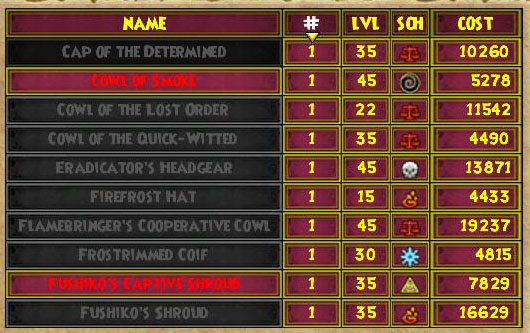 NAME # LVL SCH COST
CAP OF THE DETERMINED 1 35 10260
COWL OF SMOKE 1 45 5278
COWL OF THE LOST ORDER 1 22 11542
COWL OF THE QUICK-WITTED 1 35 4490
ERADICATOR'S HEADGEAR 1 45 13871
FIREFROST HAT 1 15 4433
FLAMEBRINGER'S COOPERATIVE COWL 1 45 19237
FROSTRIMMED COIF 1 30 4815
FUSHIKO'S CAPTIVE SHROUD 1 35 7829
FUSHIKO'S SHROUD 1 35 16629